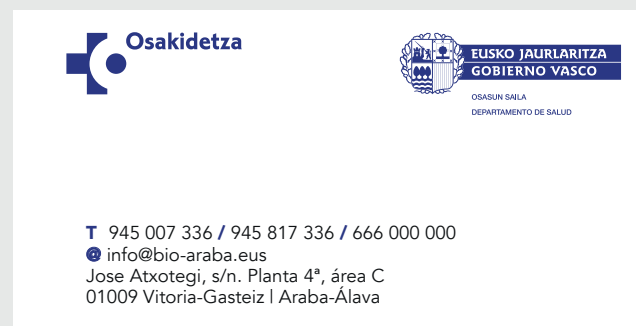 Osakidetza
EUSKO JAURLARITZA
GOBIERNO VASCO
OSASUN SAILA
DEPARTAMENTO DE SALUD
T 945 007 336 / 945 817 336 / 666 000 000
@ info@bio-araba.eus
Jose Atxotegi, s/n. Planta 4ª, área C
01009 Vitoria-Gasteiz | Araba-Álava